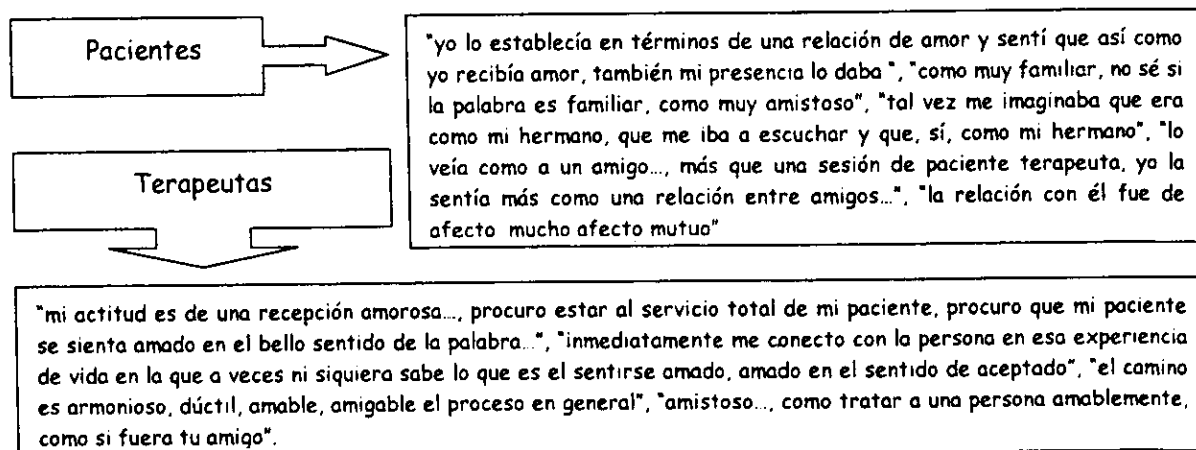 Pacientes
"yo lo establecía en términos de una relación de amor y sentí que así como
yo recibía amor, también mi presencia lo daba ", "como muy familiar, no sé si
la palabra es familiar, como muy amistoso", "tal vez me imaginaba que era
como mi hermano, que me iba a escuchar y que, sí, como mi hermano", "lo
veía como a un amigo..., más que una sesión de paciente terapeuta, yo la
sentía más como una relación entre amigos...", "la relación con él fue de
afecto mucho afecto mutuo"
Terapeutas
"mi actitud es de una recepción amorosa..., procuro estar al servicio total de mi paciente, procuro que mi paciente
se sienta amado en el bello sentido de la palabra...", "inmediatamente me conecto con la persona en esa experiencia
de vida en la que a veces ni siquiera sabe lo que es el sentirse amado, amado en el sentido de aceptado", "el camino
es armonioso, dúctil, amable, amigable el proceso en general", "amistoso..., como tratar a una persona amablemente,
como si fuera tu amigo".